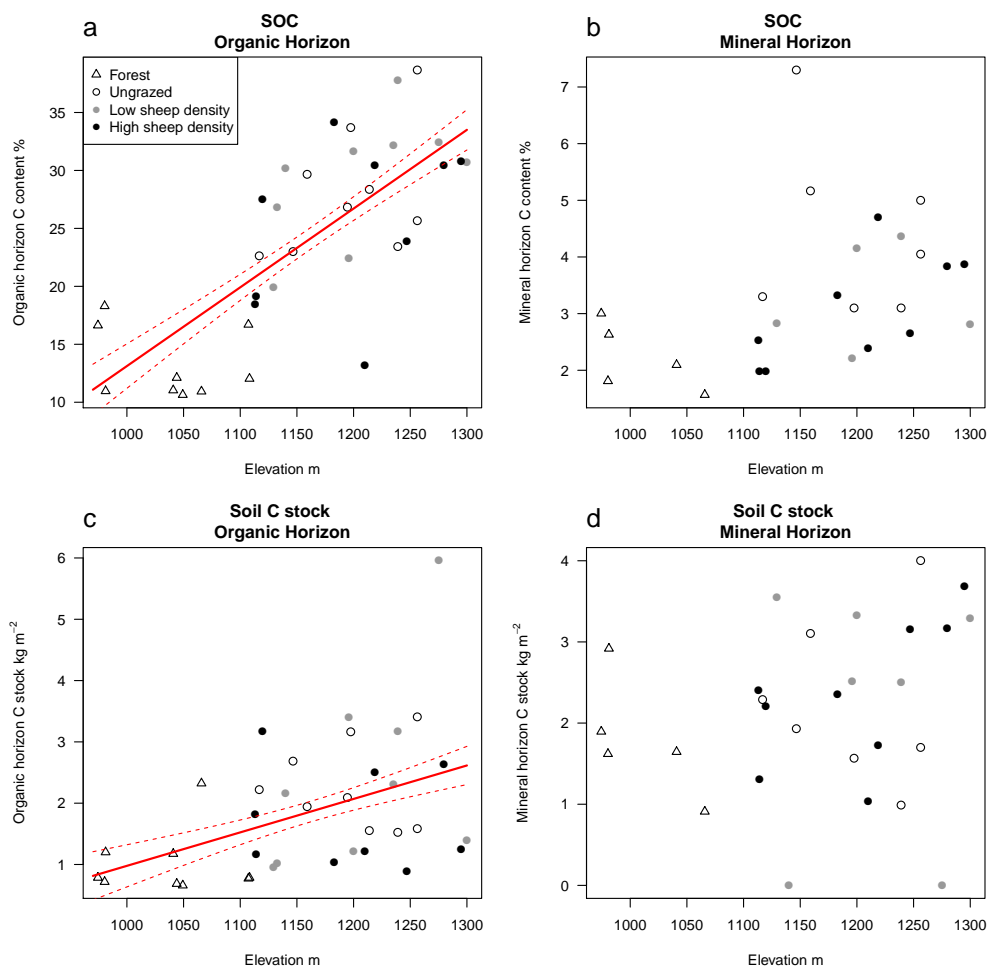 a
SOC
Organic Horizon
Forest
Ungrazed
Low sheep density
High sheep density
Organic horizon C content %
10
15
20
25
30
35
1000 1050 1100 1150 1200 1250 1300
Elevation m
b
SOC
Mineral Horizon
Mineral horizon C content %
2
3
4
5
6
7
1000 1050 1100 1150 1200 1250 1300
Elevation m
c
Soil C stock
Organic Horizon
Organic horizon C stock kg m−2
1
2
3
4
5
6
1000 1050 1100 1150 1200 1250 1300
Elevation m
d
Soil C stock
Mineral Horizon
Mineral horizon C stock kg m−2
0
1
2
3
4
1000 1050 1100 1150 1200 1250 1300
Elevation m